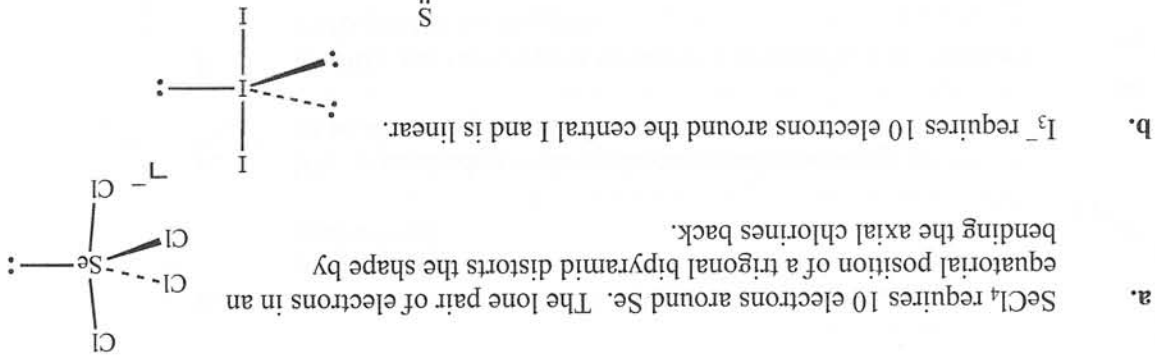 a. SeCl₄ requires 10 electrons around Se. The lone pair of electrons in an
equatorial position of a trigonal bipyramid distorts the shape by
bending the axial chlorines back.
Cl
Cl
Se
Cl
Cl
–
b. I₃⁻ requires 10 electrons around the central I and is linear.
I
I
I
S